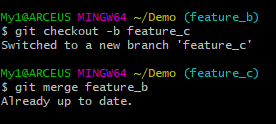 My1@ARCEUS MINGW64 ~/Demo (feature_b)
$ git checkout -b feature_c
Switched to a new branch 'feature_c'

My1@ARCEUS MINGW64 ~/Demo (feature_c)
$ git merge feature_b
Already up to date.